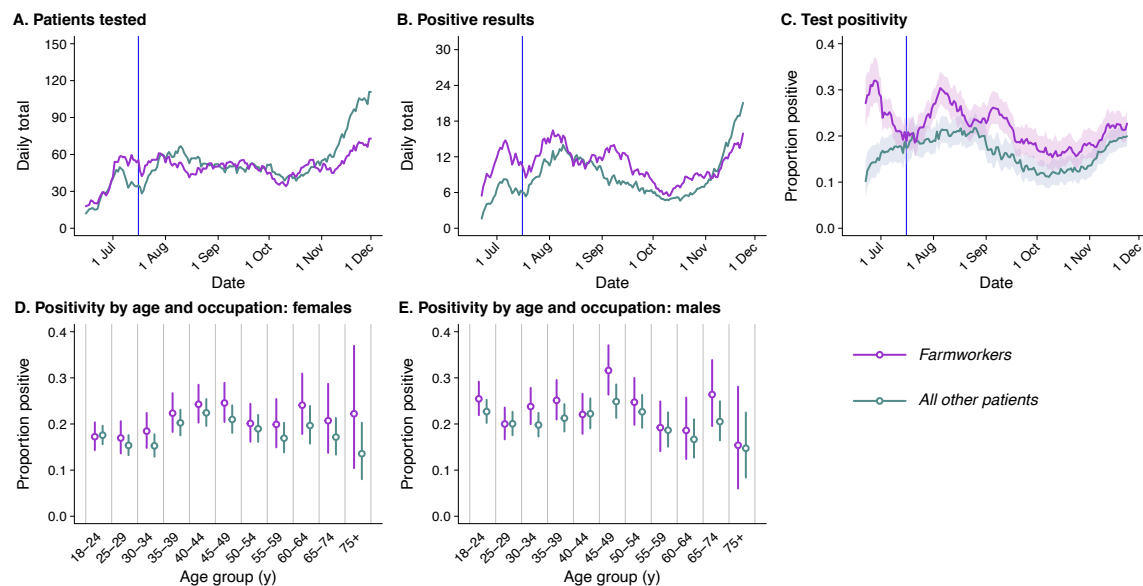 A. Patients tested
150
120
90
60
30
0
Daily total
1 Jul
1 Aug
1 Sep
1 Oct
1 Nov
1 Dec
Date
B. Positive results
30
24
18
12
6
0
Daily total
1 Jul
1 Aug
1 Sep
1 Oct
1 Nov
1 Dec
Date
C. Test positivity
0.4
0.3
0.2
0.1
0.0
Proportion positive
1 Jul
1 Aug
1 Sep
1 Oct
1 Nov
1 Dec
Date
D. Positivity by age and occupation: females
0.4
0.3
0.2
0.1
0.0
Proportion positive
18–24
25–29
30–34
35–39
40–44
45–49
50–54
55–59
60–64
65–74
75+
Age group (y)
E. Positivity by age and occupation: males
0.4
0.3
0.2
0.1
0.0
Proportion positive
18–24
25–29
30–34
35–39
40–44
45–49
50–54
55–59
60–64
65–74
75+
Age group (y)
Farmworkers
All other patients